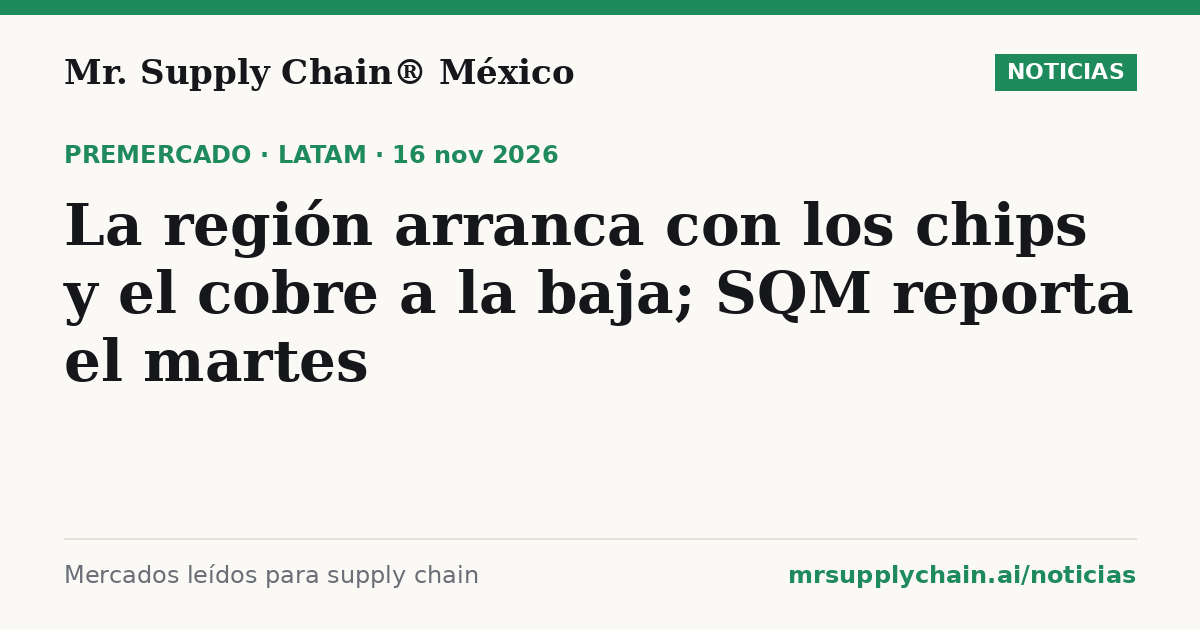 Mr. Supply Chain® México
NOTICIAS
PREMERCADO · LATAM · 16 nov 2026
La región arranca con los chips
y el cobre a la baja; SQM reporta
el martes
Mercados leídos para supply chain
mrsupplychain.ai/noticias